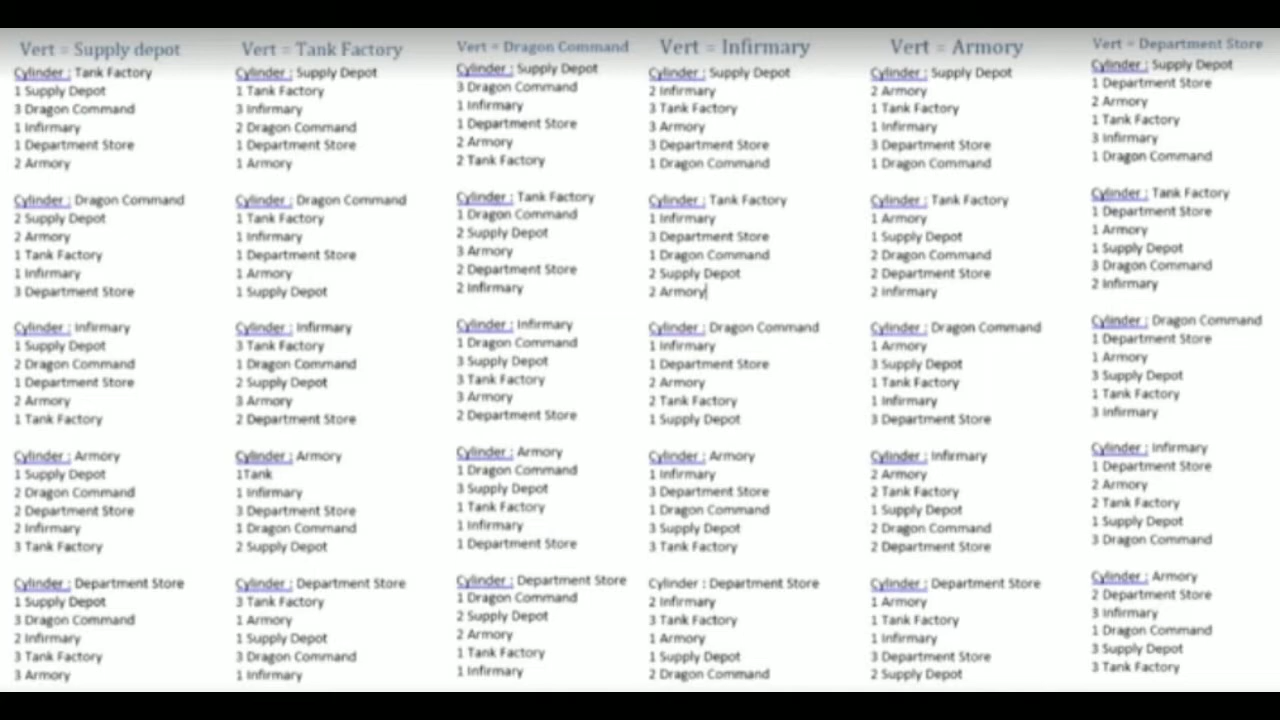 Vert = Supply depot
Cylinder : Tank Factory
1 Supply Depot
3 Dragon Command
1 Infirmary
1 Department Store
2 Armory
Cylinder : Dragon Command
2 Supply Depot
2 Armory
1 Tank Factory
1 Infirmary
3 Department Store
Cylinder : Infirmary
1 Supply Depot
2 Dragon Command
1 Department Store
2 Armory
1 Tank Factory
Cylinder : Armory
1 Supply Depot
2 Dragon Command
2 Department Store
2 Infirmary
3 Tank Factory
Cylinder : Department Store
1 Supply Depot
3 Dragon Command
2 Infirmary
3 Tank Factory
3 Armory
Vert = Tank Factory
Cylinder : Supply Depot
1 Tank Factory
3 Infirmary
2 Dragon Command
1 Department Store
1 Armory
Cylinder : Dragon Command
1 Tank Factory
1 Infirmary
1 Department Store
1 Armory
1 Supply Depot
Cylinder : Infirmary
3 Tank Factory
1 Dragon Command
2 Supply Depot
3 Armory
2 Department Store
Cylinder : Armory
1Tank
1 Infirmary
3 Department Store
1 Dragon Command
2 Supply Depot
Cylinder : Department Store
3 Tank Factory
1 Armory
1 Supply Depot
3 Dragon Command
1 Infirmary
Vert = Dragon Command
Cylinder : Supply Depot
3 Dragon Command
1 Infirmary
1 Department Store
2 Armory
2 Tank Factory
Cylinder : Tank Factory
1 Dragon Command
2 Supply Depot
3 Armory
2 Department Store
2 Infirmary
Cylinder : Infirmary
1 Dragon Command
3 Supply Depot
3 Tank Factory
3 Armory
2 Department Store
Cylinder : Armory
1 Dragon Command
3 Supply Depot
1 Tank Factory
1 Infirmary
1 Department Store
Cylinder : Department Store
1 Dragon Command
2 Supply Depot
2 Armory
1 Tank Factory
1 Infirmary
Vert = Infirmary
Cylinder : Supply Depot
2 Infirmary
3 Tank Factory
3 Armory
3 Department Store
1 Dragon Command
Cylinder : Tank Factory
1 Infirmary
3 Department Store
1 Dragon Command
2 Supply Depot
2 Armory
Cylinder : Dragon Command
1 Infirmary
1 Department Store
2 Armory
2 Tank Factory
1 Supply Depot
Cylinder : Armory
1 Infirmary
3 Department Store
1 Dragon Command
3 Supply Depot
3 Tank Factory
Cylinder : Department Store
2 Infirmary
3 Tank Factory
1 Armory
1 Supply Depot
2 Dragon Command
Vert = Armory
Cylinder : Supply Depot
2 Armory
1 Tank Factory
1 Infirmary
3 Department Store
1 Dragon Command
Cylinder : Tank Factory
1 Armory
1 Supply Depot
2 Dragon Command
2 Department Store
2 Infirmary
Cylinder : Dragon Command
1 Armory
3 Supply Depot
1 Tank Factory
1 Infirmary
3 Department Store
Cylinder : Infirmary
2 Armory
2 Tank Factory
1 Supply Depot
2 Dragon Command
2 Department Store
Cylinder : Department Store
1 Armory
1 Tank Factory
1 Infirmary
3 Department Store
2 Supply Depot
Vert = Department Store
Cylinder : Supply Depot
1 Department Store
2 Armory
1 Tank Factory
3 Infirmary
1 Dragon Command
Cylinder : Tank Factory
1 Department Store
1 Armory
1 Supply Depot
3 Dragon Command
2 Infirmary
Cylinder : Dragon Command
1 Department Store
1 Armory
3 Supply Depot
1 Tank Factory
3 Infirmary
Cylinder : Infirmary
1 Department Store
2 Armory
2 Tank Factory
1 Supply Depot
3 Dragon Command
Cylinder : Armory
2 Department Store
3 Infirmary
1 Dragon Command
3 Supply Depot
3 Tank Factory